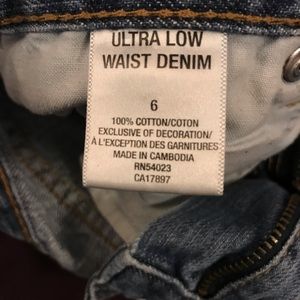 ULTRA LOW
WAIST DENIM
6
100% COTTON/COTON
EXCLUSIVE OF DECORATION/
À L'EXCEPTION DES GARNITURES
MADE IN CAMBODIA
RN54023
CA17897